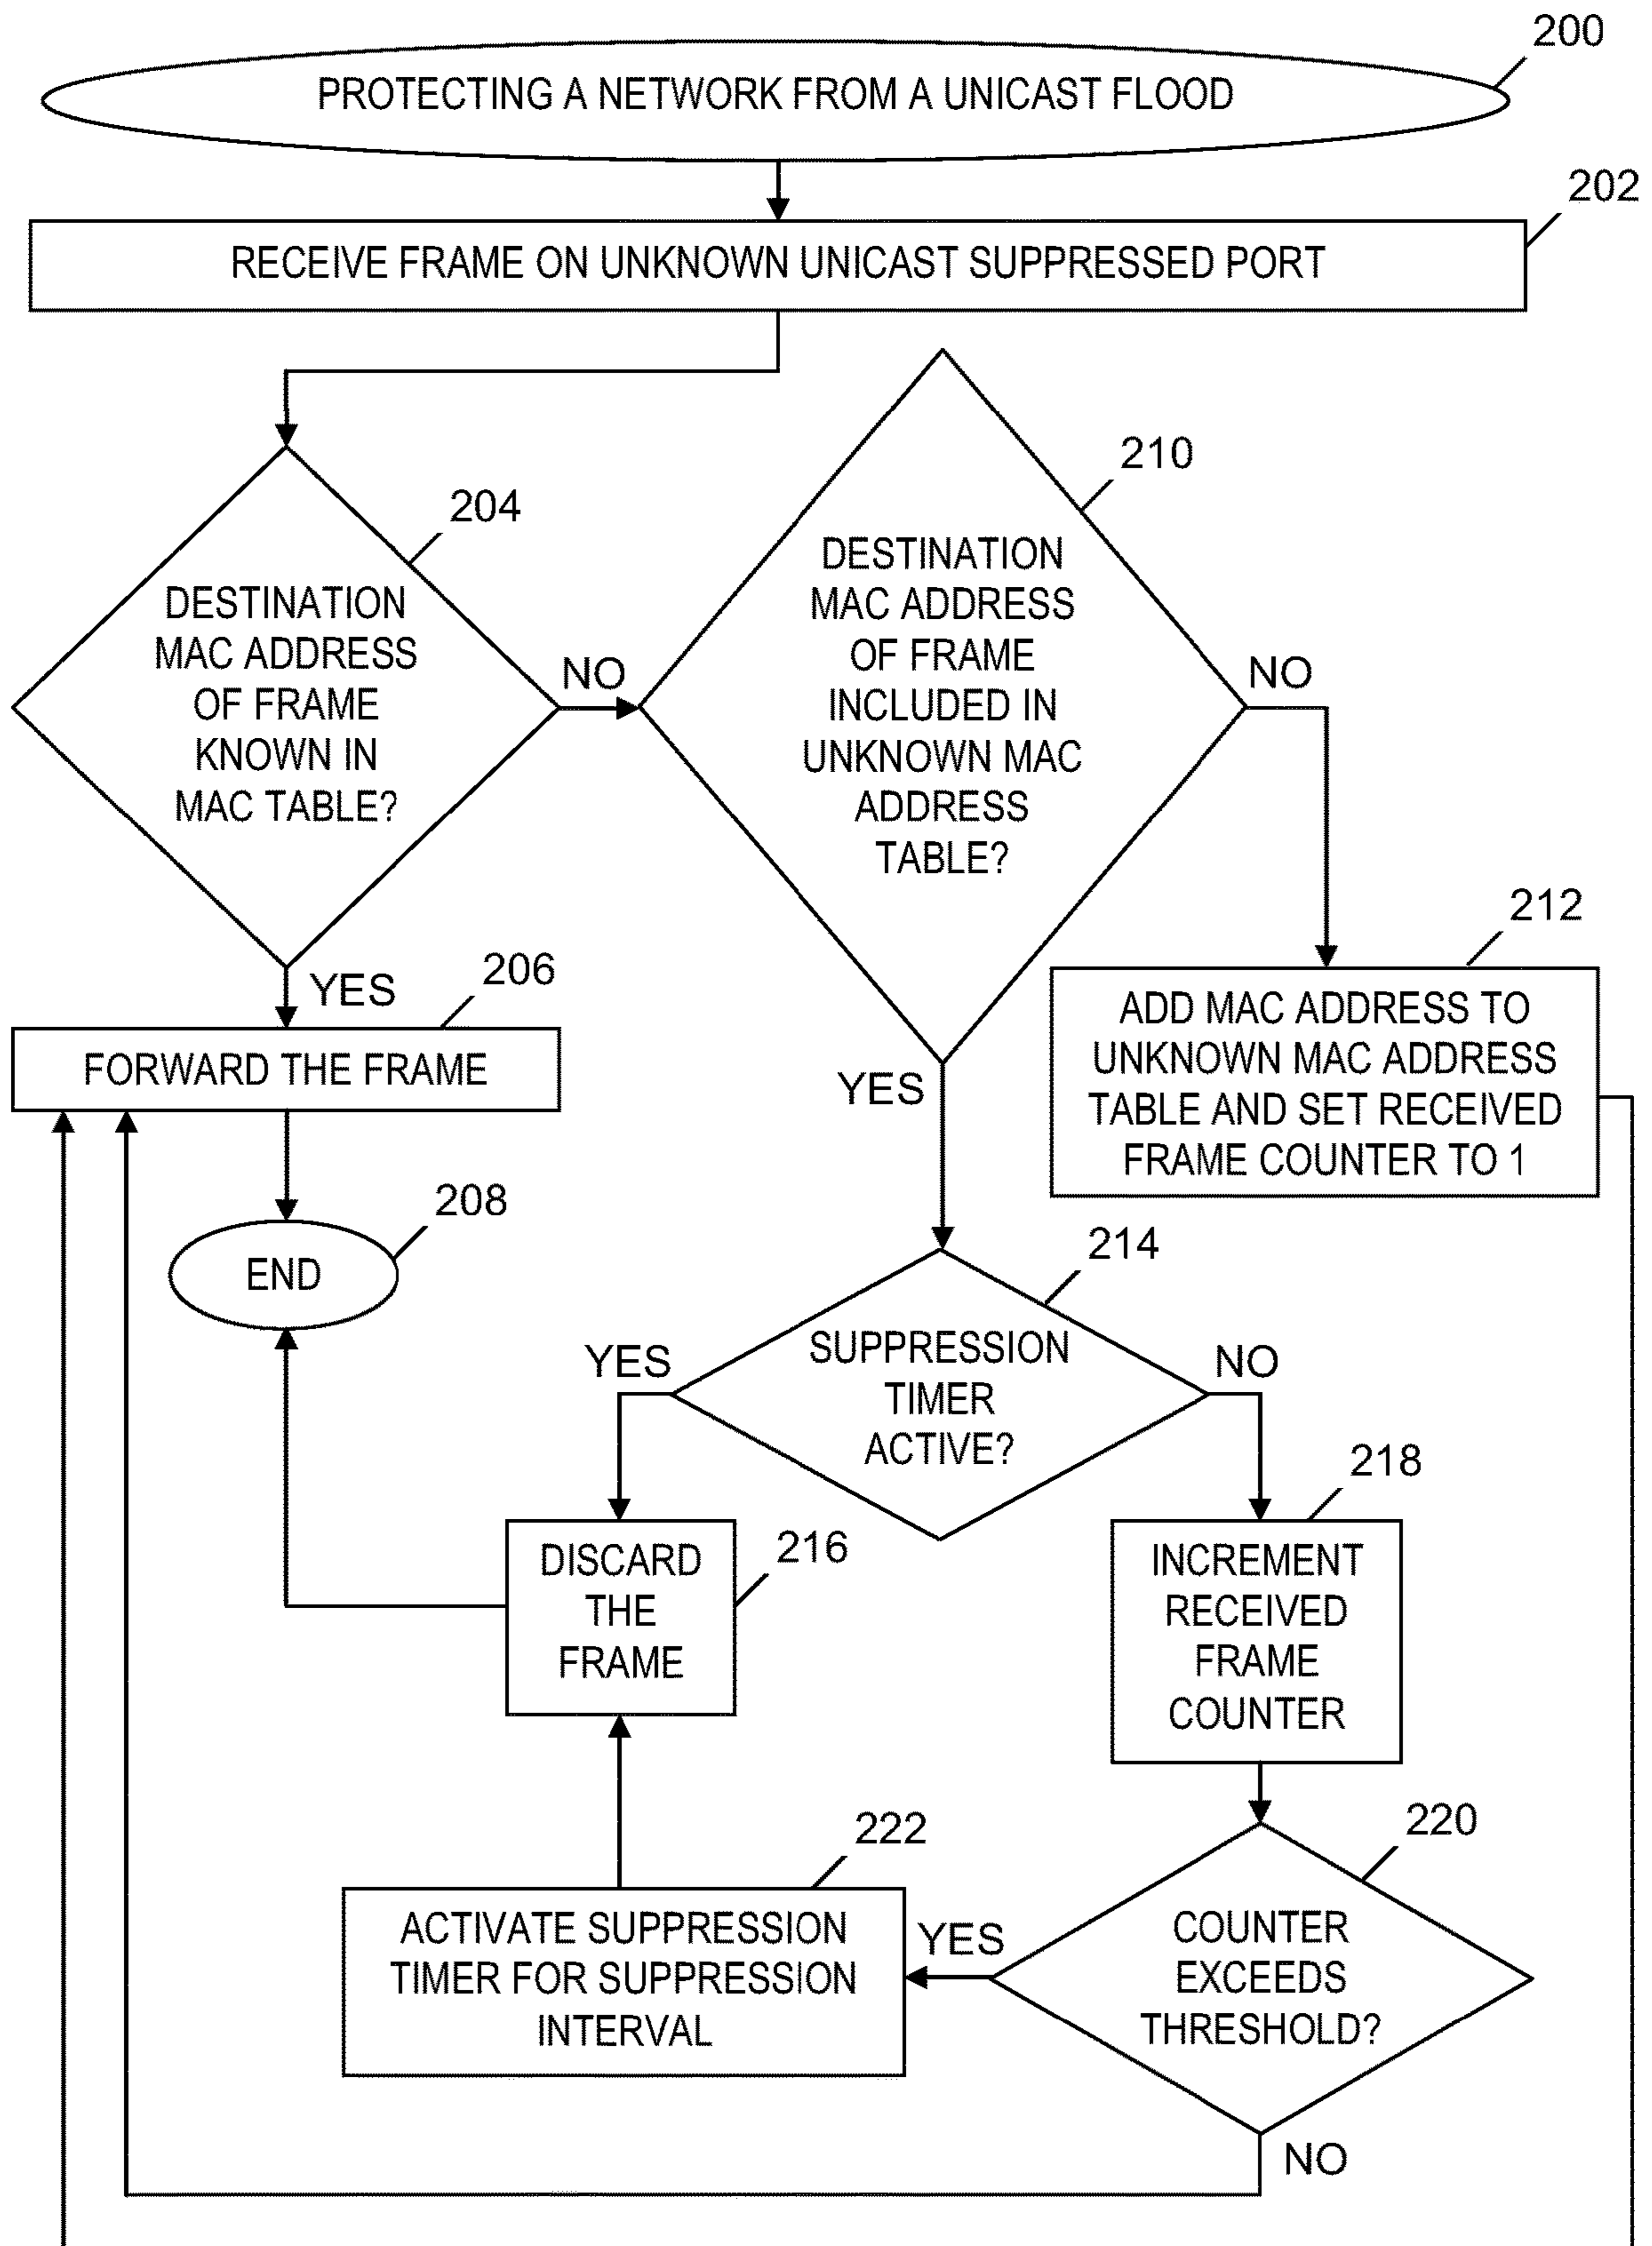 200
PROTECTING A NETWORK FROM A UNICAST FLOOD
202
RECEIVE FRAME ON UNKNOWN UNICAST SUPPRESSED PORT
204
DESTINATION
MAC ADDRESS
OF FRAME
KNOWN IN
MAC TABLE?
NO
YES
210
DESTINATION
MAC ADDRESS
OF FRAME
INCLUDED IN
UNKNOWN MAC
ADDRESS
TABLE?
NO
YES
206
FORWARD THE FRAME
208
END
212
ADD MAC ADDRESS TO
UNKNOWN MAC ADDRESS
TABLE AND SET RECEIVED
FRAME COUNTER TO 1
214
SUPPRESSION
TIMER
ACTIVE?
YES
NO
216
DISCARD
THE
FRAME
218
INCREMENT
RECEIVED
FRAME
COUNTER
220
COUNTER
EXCEEDS
THRESHOLD?
YES
NO
222
ACTIVATE SUPPRESSION
TIMER FOR SUPPRESSION
INTERVAL